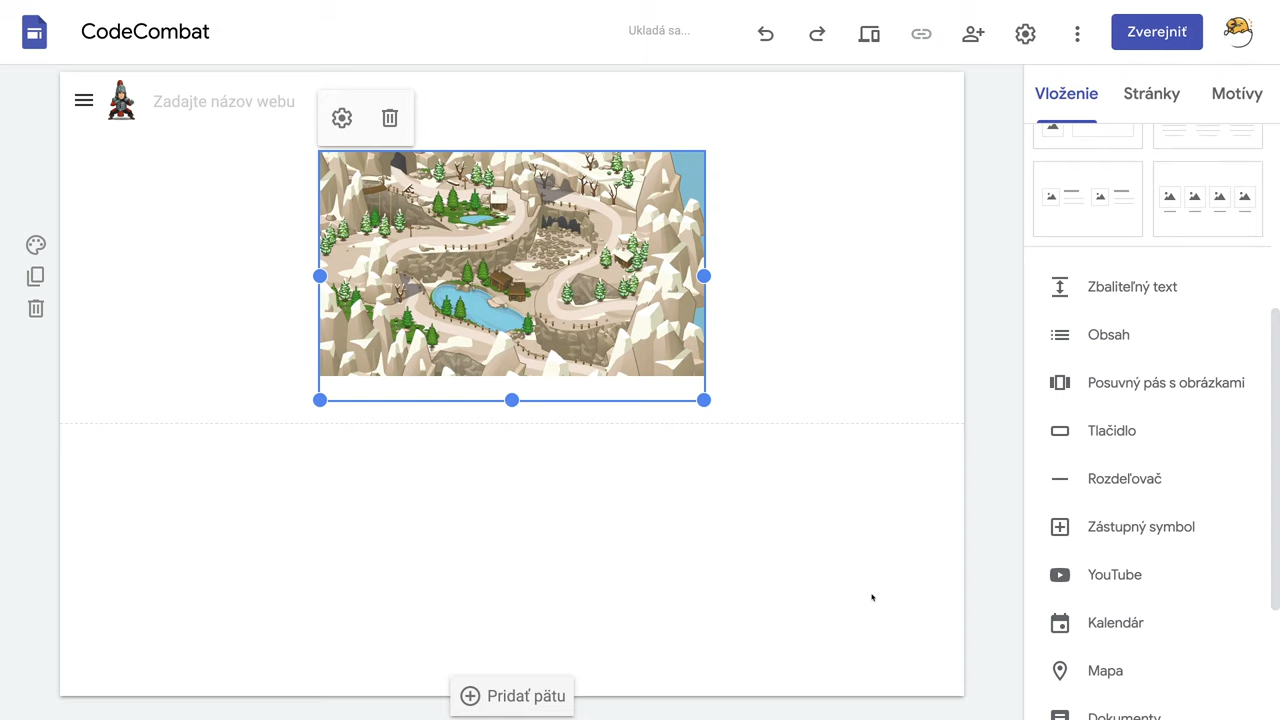 CodeCombat
Ukladá sa...
Zverejniť
Zadajte názov webu
Vloženie
Stránky
Motívy
Zbaliteľný text
Obsah
Posuvný pás s obrázkami
Tlačidlo
Rozdeľovač
Zástupný symbol
YouTube
Kalendár
Mapa
Dokumenty
Pridať pätu